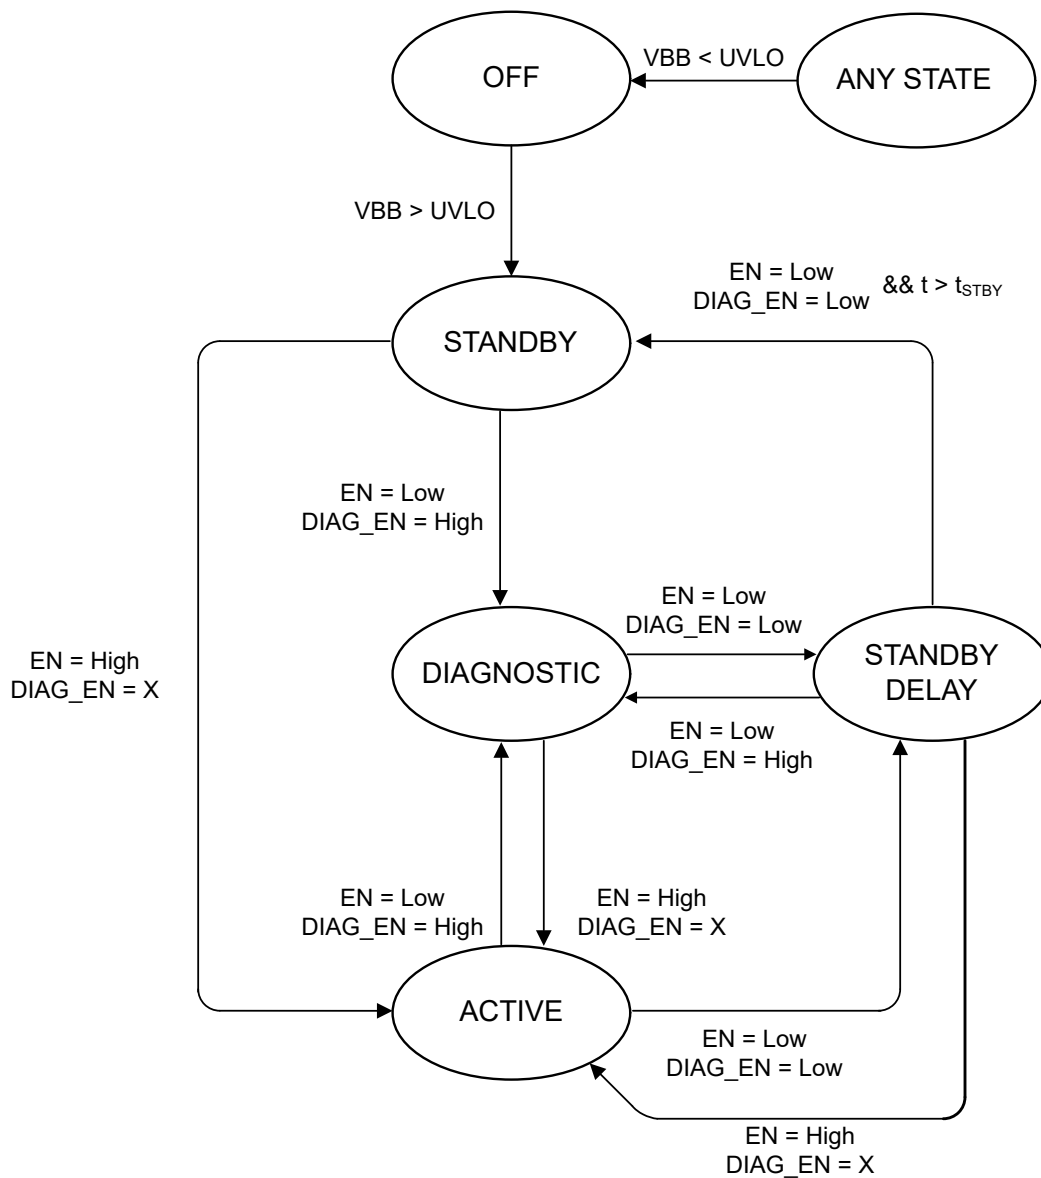 OFF
VBB < UVLO
ANY STATE
VBB > UVLO
EN = Low
DIAG_EN = Low
&& t > tSTBY
STANDBY
EN = Low
DIAG_EN = High
EN = Low
DIAG_EN = Low
EN = High
DIAG_EN = X
DIAGNOSTIC
STANDBY
DELAY
EN = Low
DIAG_EN = High
EN = Low
DIAG_EN = High
EN = High
DIAG_EN = X
ACTIVE
EN = Low
DIAG_EN = Low
EN = High
DIAG_EN = X